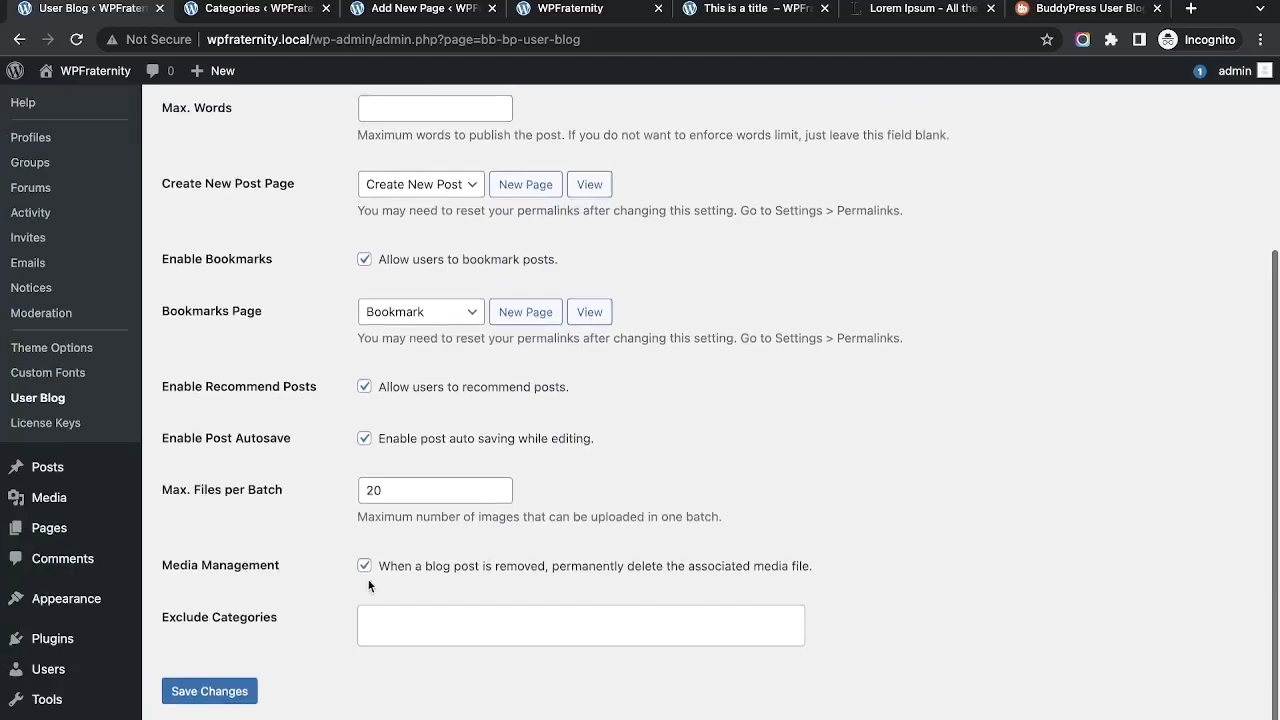 User Blog ‹ WPFratern
Categories ‹ WPFrate
Add New Page ‹ WPF
WPFraternity
This is a title – WPFr
Lorem Ipsum - All the
BuddyPress User Blog
Not Secure
wpfraternity.local/wp-admin/admin.php?page=bb-bp-user-blog
Incognito
WPFraternity
0
New
1
admin
Help
Profiles
Groups
Forums
Activity
Invites
Emails
Notices
Moderation
Theme Options
Custom Fonts
User Blog
License Keys
Posts
Media
Pages
Comments
Appearance
Plugins
Users
Tools
Max. Words
Maximum words to publish the post. If you do not want to enforce words limit, just leave this field blank.
Create New Post Page
Create New Post
New Page
View
You may need to reset your permalinks after changing this setting. Go to Settings > Permalinks.
Enable Bookmarks
Allow users to bookmark posts.
Bookmarks Page
Bookmark
New Page
View
You may need to reset your permalinks after changing this setting. Go to Settings > Permalinks.
Enable Recommend Posts
Allow users to recommend posts.
Enable Post Autosave
Enable post auto saving while editing.
Max. Files per Batch
20
Maximum number of images that can be uploaded in one batch.
Media Management
When a blog post is removed, permanently delete the associated media file.
Exclude Categories
Save Changes